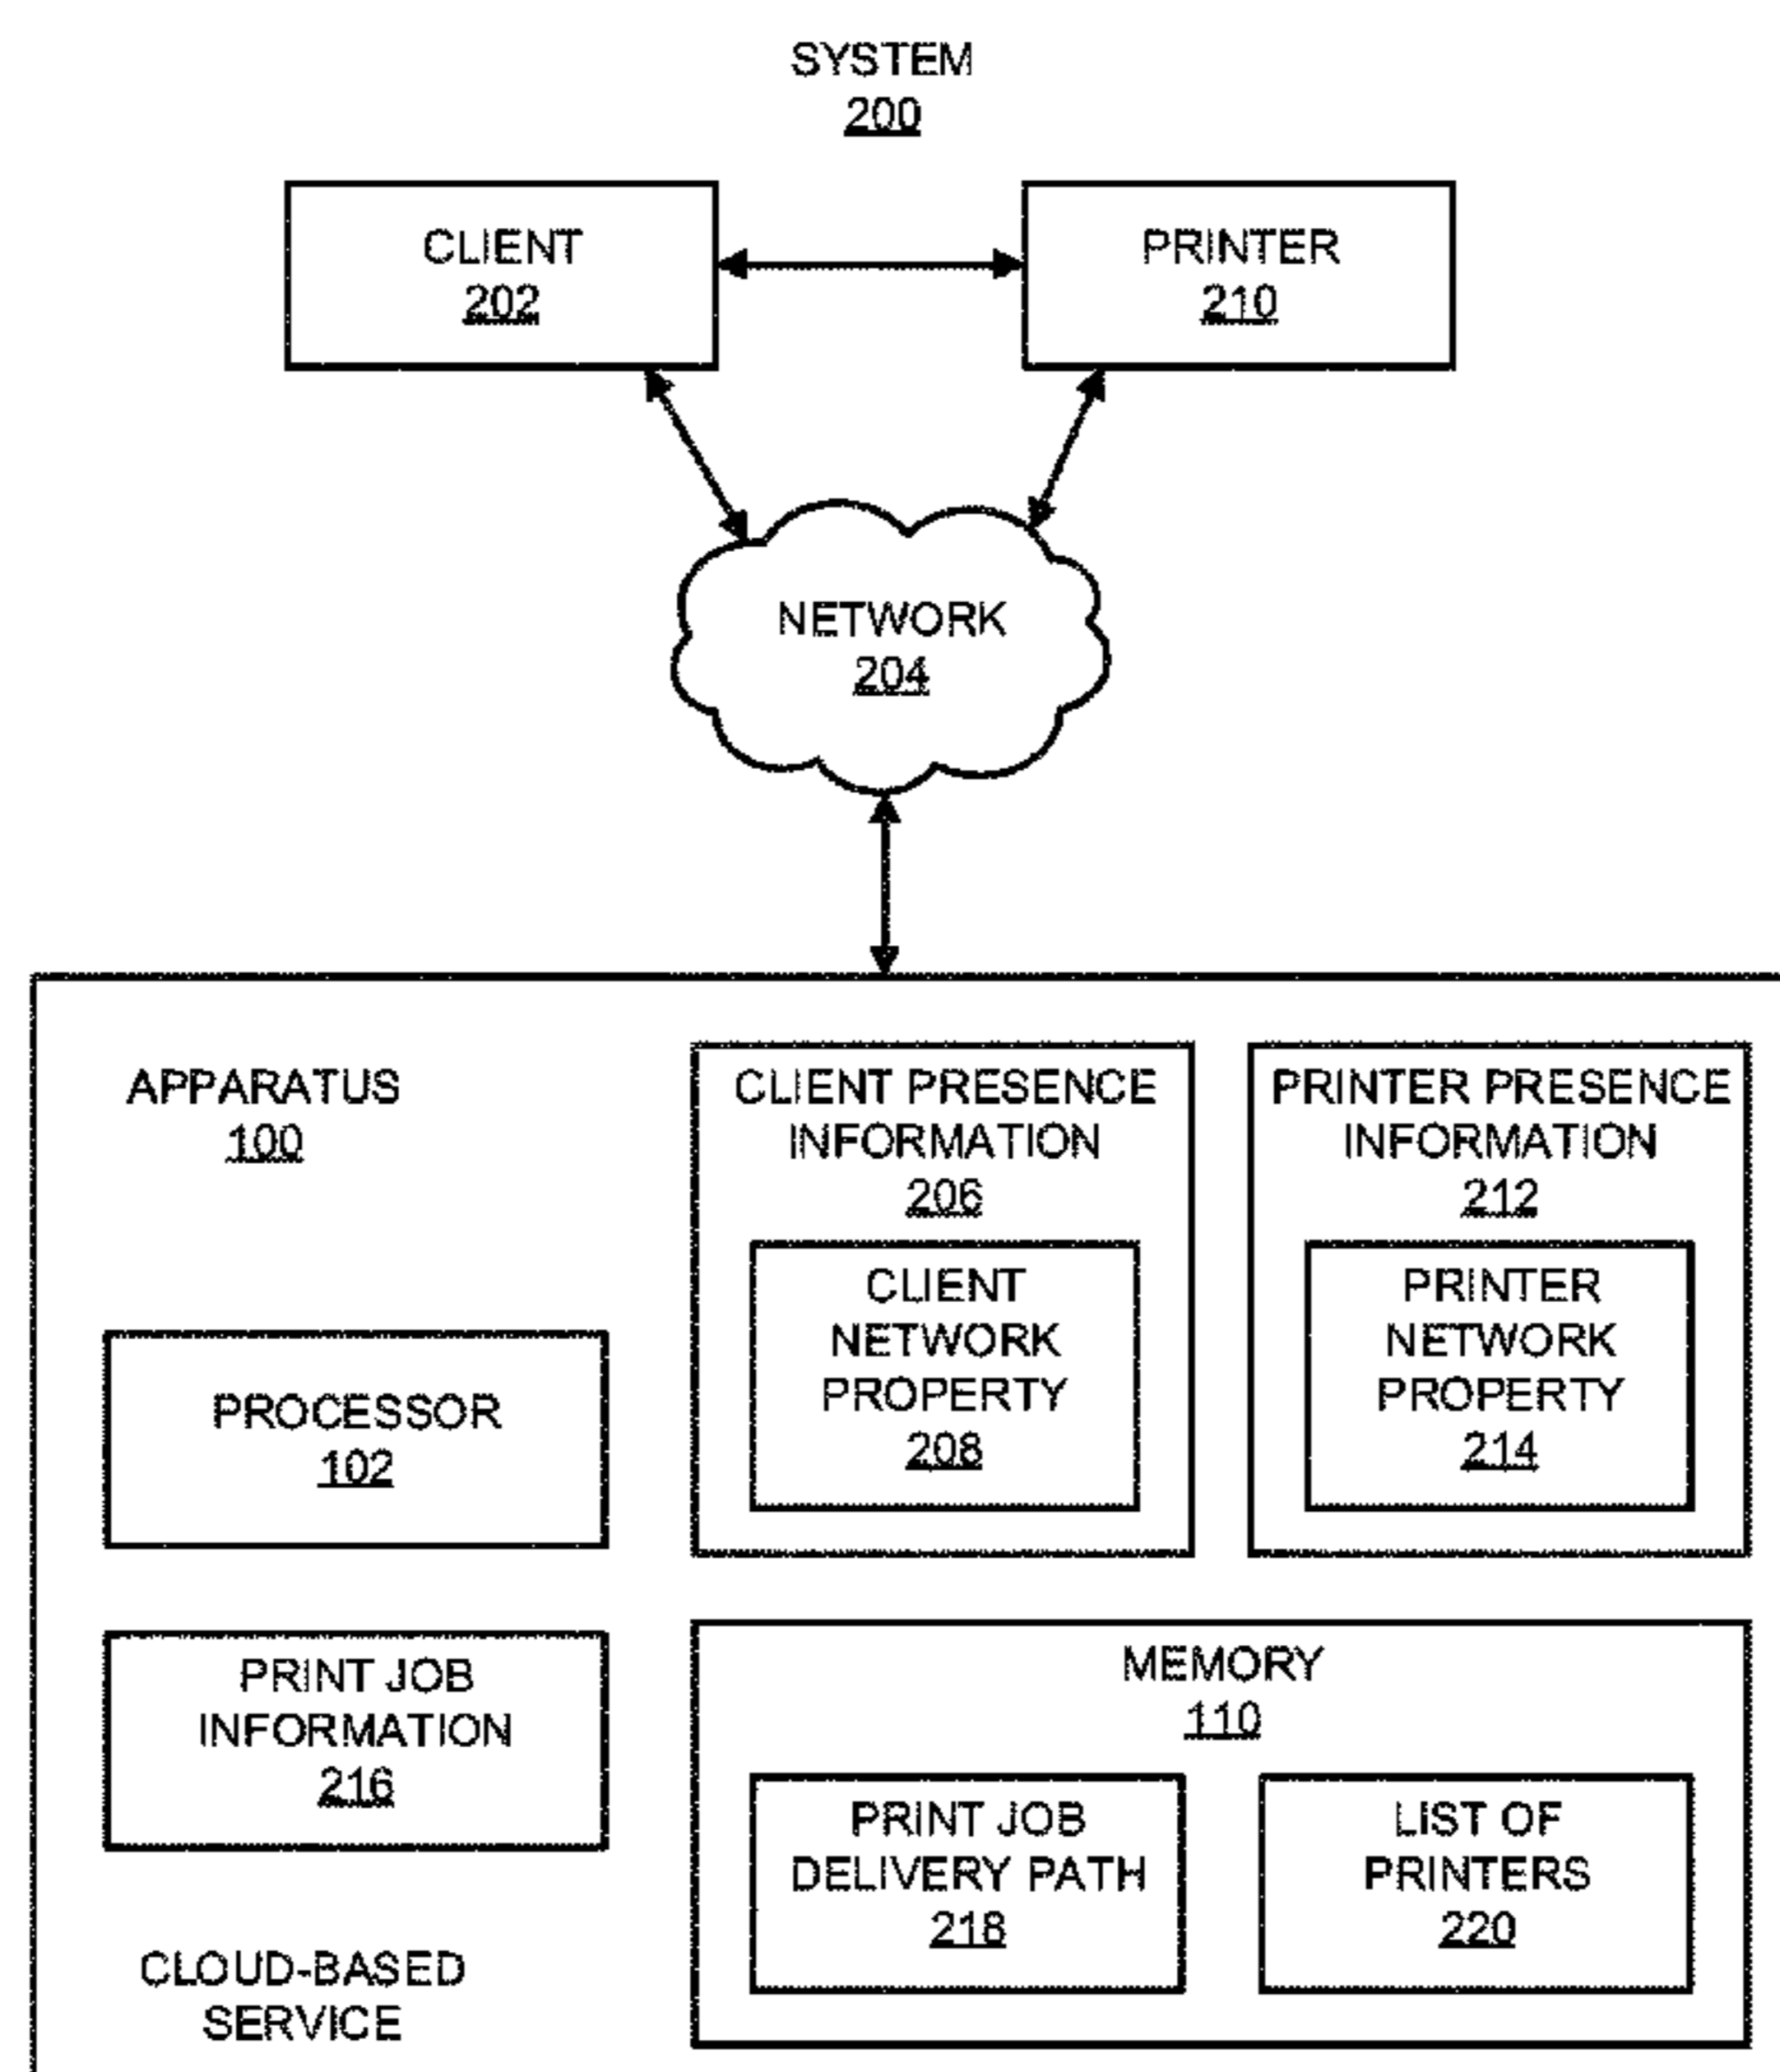 SYSTEM
200
CLIENT
202
PRINTER
210
NETWORK
204
APPARATUS
100
CLIENT PRESENCE
INFORMATION
206
CLIENT
NETWORK
PROPERTY
208
PRINTER PRESENCE
INFORMATION
212
PRINTER
NETWORK
PROPERTY
214
PROCESSOR
102
PRINT JOB
INFORMATION
216
MEMORY
110
PRINT JOB
DELIVERY PATH
218
LIST OF
PRINTERS
220
CLOUD-BASED
SERVICE